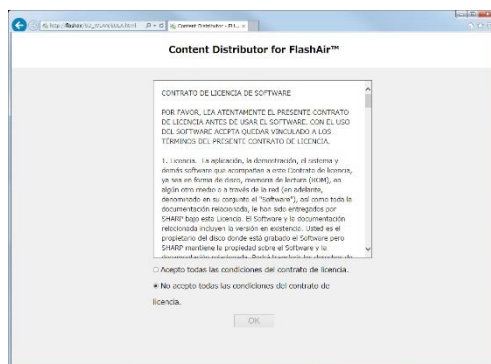 Content Distributor - Fl...
Content Distributor for FlashAir™
CONTRATO DE LICENCIA DE SOFTWARE
POR FAVOR, LEA ATENTAMENTE EL PRESENTE CONTRATO
DE LICENCIA ANTES DE USAR EL SOFTWARE. CON EL USO
DEL SOFTWARE ACEPTA QUEDAR VINCULADO A LOS
TÉRMINOS DEL PRESENTE CONTRATO DE LICENCIA.
1. Licencia. La aplicación, la demostración, el sistema y
demás software que acompañan a este Contrato de licencia,
ya sea en forma de disco, memoria de lectura (ROM), en
algún otro medio o a través de la red (en adelante,
denominado en su conjunto el "Software"), así como toda la
documentación relacionada, le han sido entregados por
SHARP bajo esta Licencia. El Software y la documentación
relacionada incluyen la versión en existencia. Usted es el
propietario del disco donde está grabado el Software pero
SHARP mantiene la propiedad sobre el Software y la
Acepto todas las condiciones del contrato de licencia.
No acepto todas las condiciones del contrato de
licencia.
OK